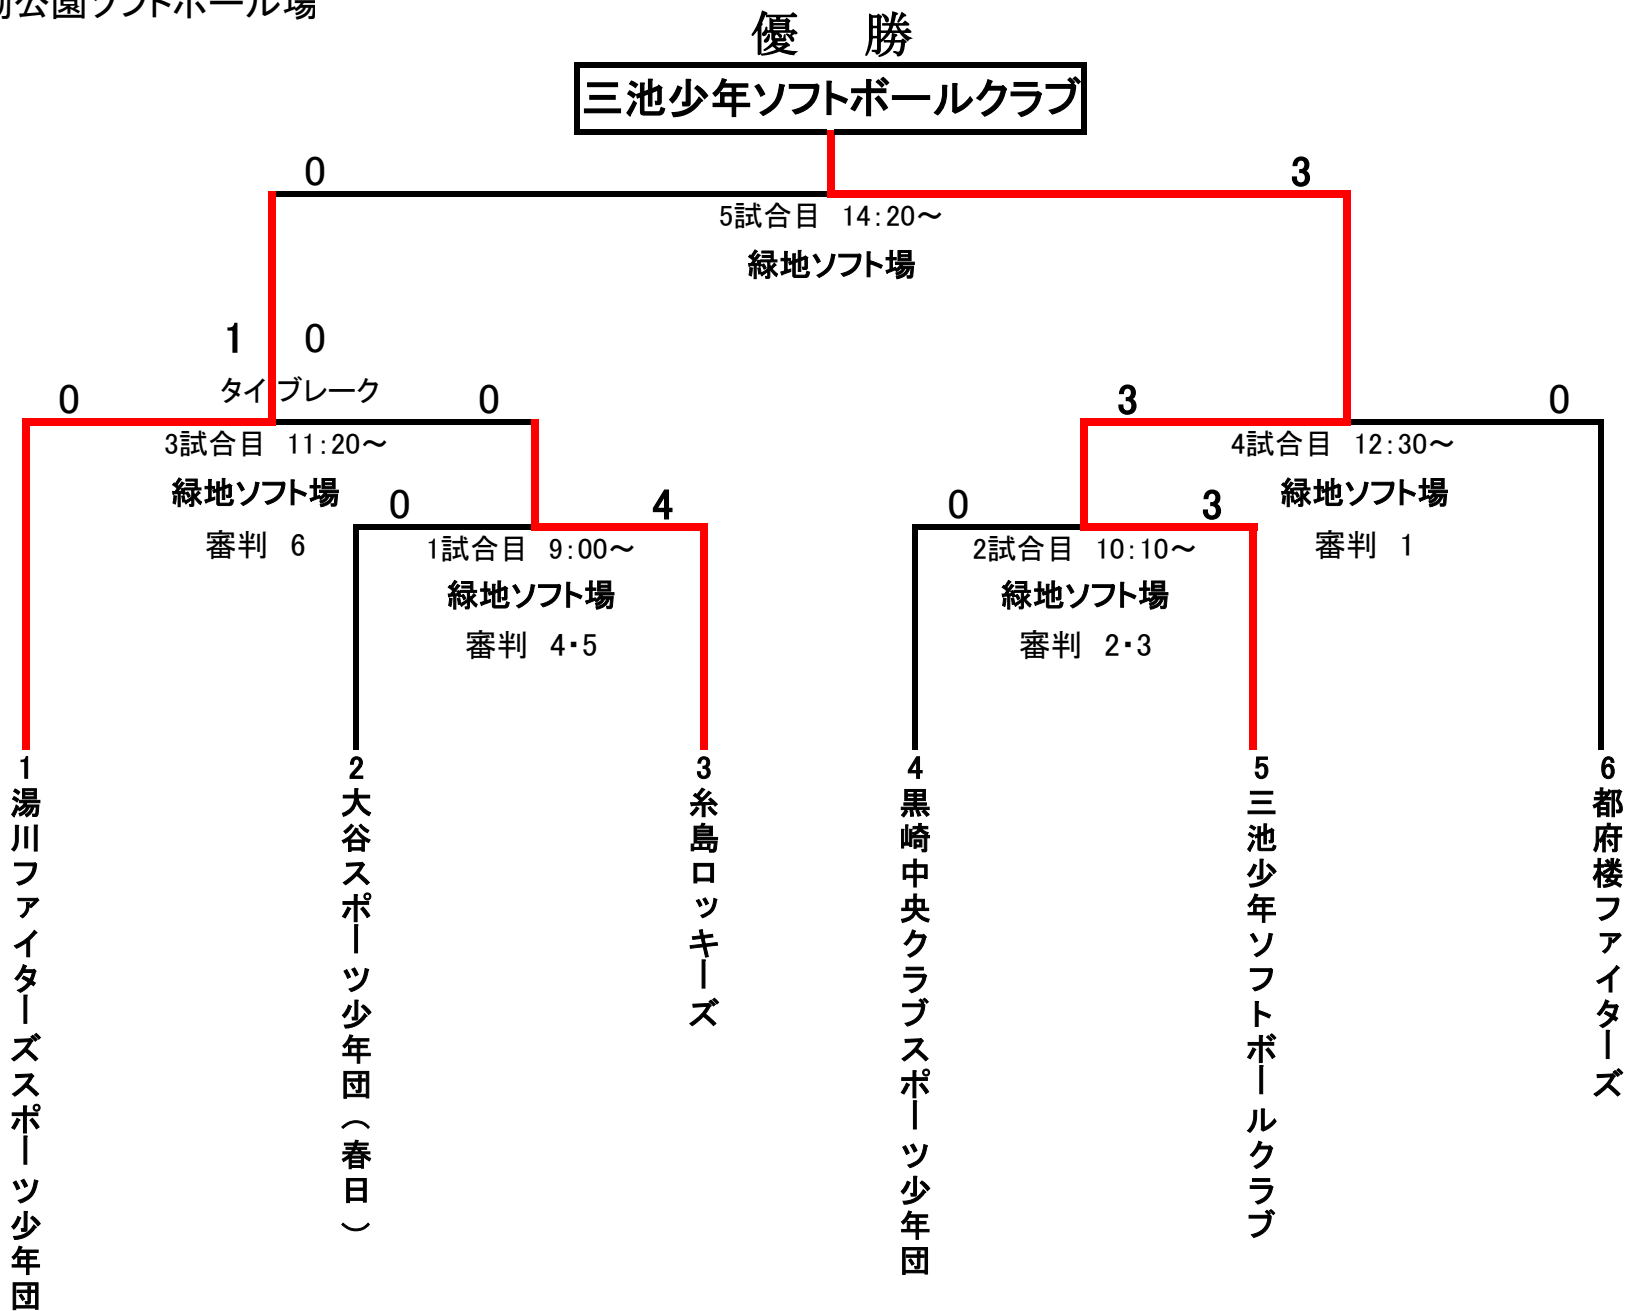 公園ソフトボール場
優　勝
三池少年ソフトボールクラブ
0
3
5試合目　14:20～
緑地ソフト場
1　0
タイブレーク
0
0
3
0
3試合目　11:20～
緑地ソフト場
審判　6
4試合目　12:30～
緑地ソフト場
審判　1
0
4
1試合目　9:00～
緑地ソフト場
審判　4・5
0
3
2試合目　10:10～
緑地ソフト場
審判　2・3
1
湯川ファイターズスポーツ少年団
2
大谷スポーツ少年団（春日）
3
糸島ロッキーズ
4
黒崎中央クラブスポーツ少年団
5
三池少年ソフトボールクラブ
6
都府楼ファイターズ